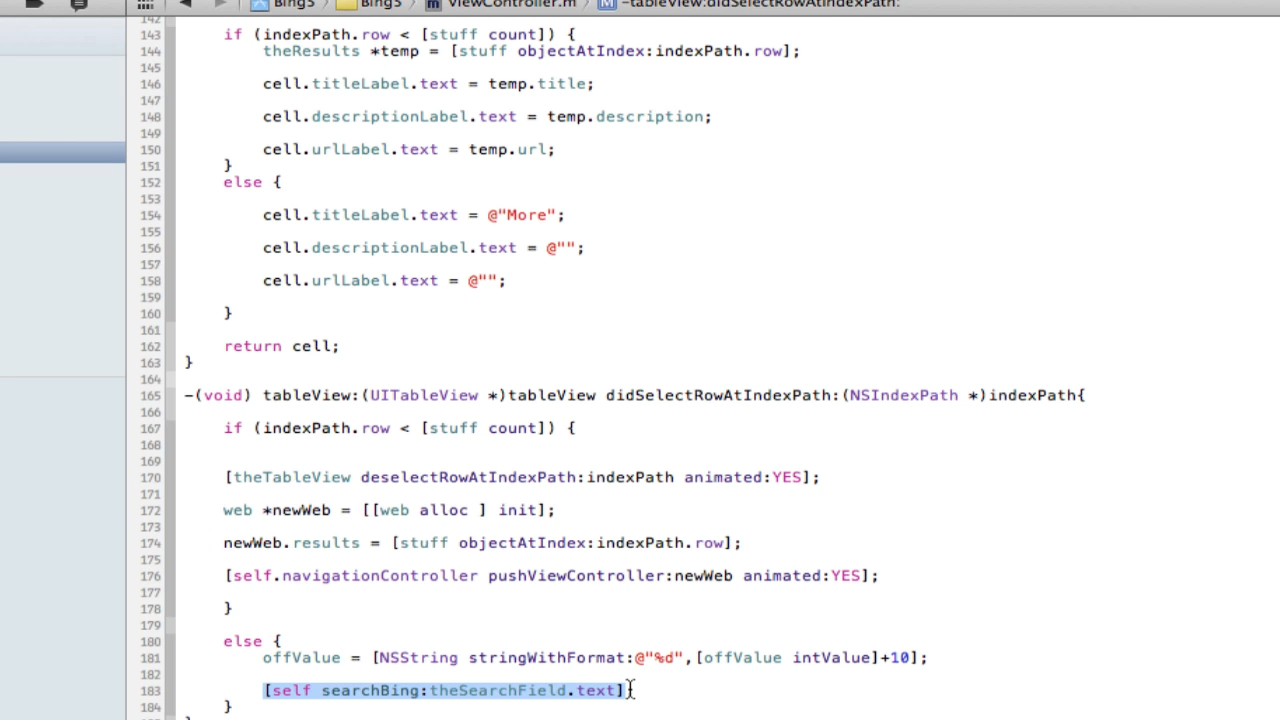 Bing5 Bing5 ViewController.m M -tableView:didSelectRowAtIndexPath:
142
143 if (indexPath.row < [stuff count]) {
144 theResults *temp = [stuff objectAtIndex:indexPath.row];
145
146 cell.titleLabel.text = temp.title;
147
148 cell.descriptionLabel.text = temp.description;
149
150 cell.urlLabel.text = temp.url;
151 }
152 else {
153
154 cell.titleLabel.text = @"More";
155
156 cell.descriptionLabel.text = @"";
157
158 cell.urlLabel.text = @"";
159
160 }
161
162 return cell;
163 }
164
165 -(void) tableView:(UITableView *)tableView didSelectRowAtIndexPath:(NSIndexPath *)indexPath{
166
167 if (indexPath.row < [stuff count]) {
168
169
170 [theTableView deselectRowAtIndexPath:indexPath animated:YES];
171
172 web *newWeb = [[web alloc ] init];
173
174 newWeb.results = [stuff objectAtIndex:indexPath.row];
175
176 [self.navigationController pushViewController:newWeb animated:YES];
177
178 }
179
180 else {
181 offValue = [NSString stringWithFormat:@"%d",[offValue intValue]+10];
182
183 [self searchBing:theSearchField.text];
184 }